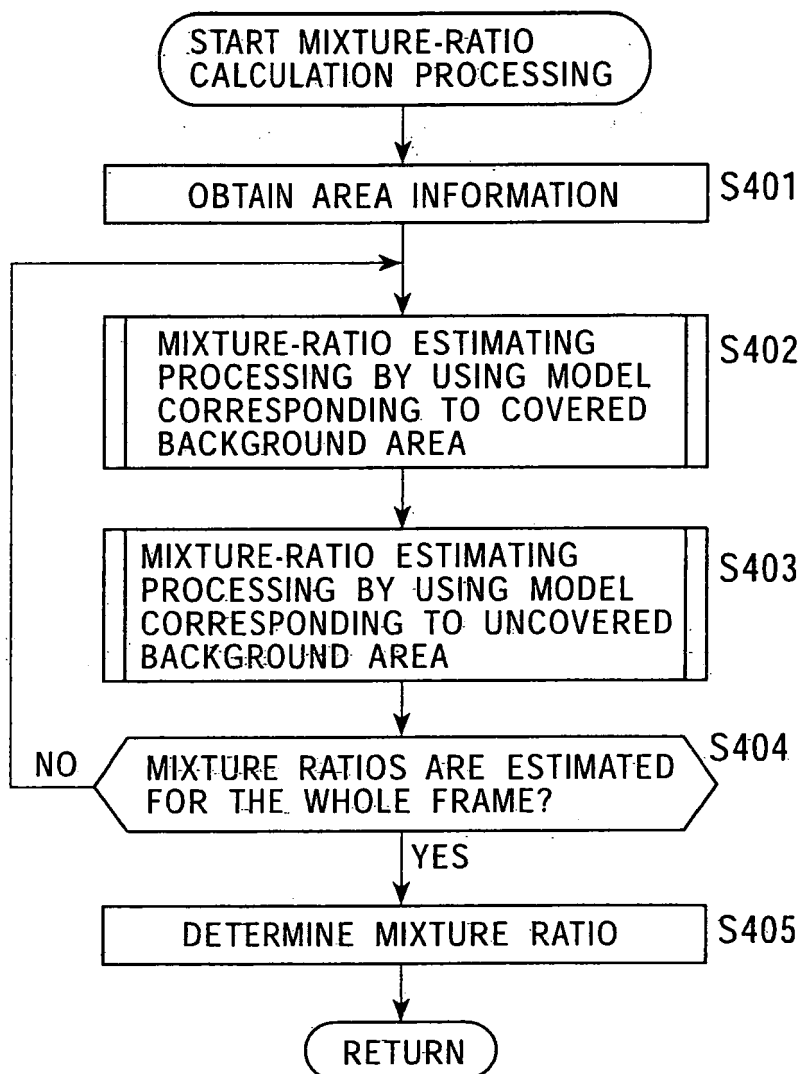 START MIXTURE-RATIO
CALCULATION PROCESSING
OBTAIN AREA INFORMATION
S401
MIXTURE-RATIO ESTIMATING
PROCESSING BY USING MODEL
CORRESPONDING TO COVERED
BACKGROUND AREA
S402
MIXTURE-RATIO ESTIMATING
PROCESSING BY USING MODEL
CORRESPONDING TO UNCOVERED
BACKGROUND AREA
S403
MIXTURE RATIOS ARE ESTIMATED
FOR THE WHOLE FRAME?
S404
NO
YES
DETERMINE MIXTURE RATIO
S405
RETURN